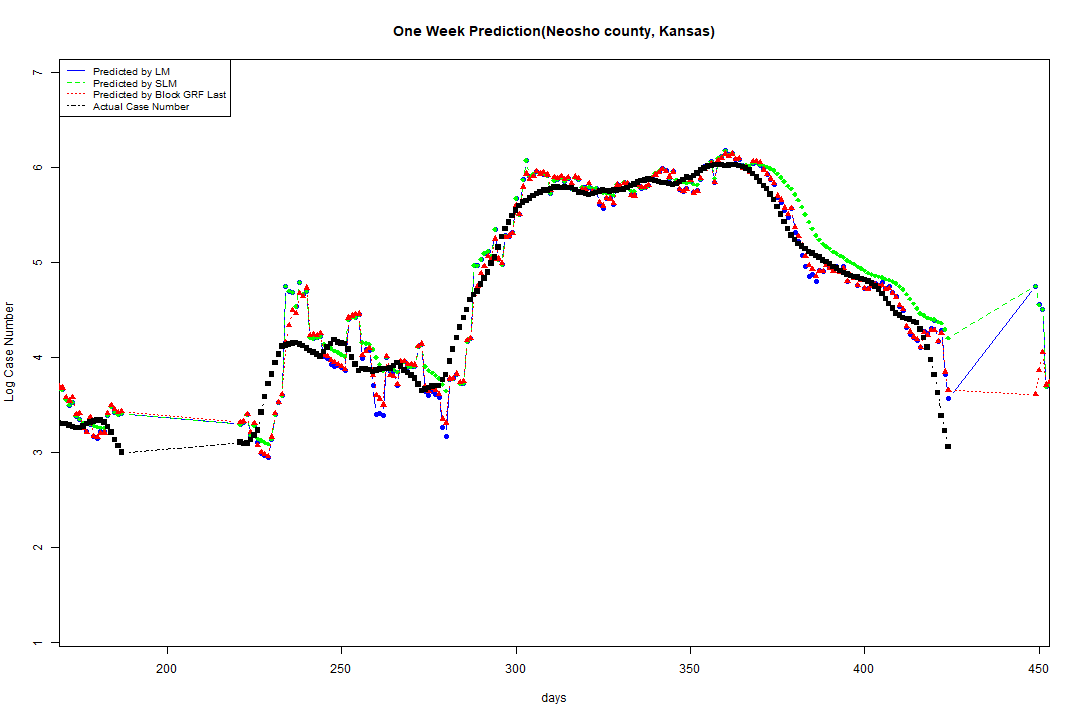 One Week Prediction(Neosho county, Kansas)
Predicted by LM
Predicted by SLM
Predicted by Block GRF Last
Actual Case Number
7
6
5
4
3
2
1
Log Case Number
200 250 300 350 400 450
days